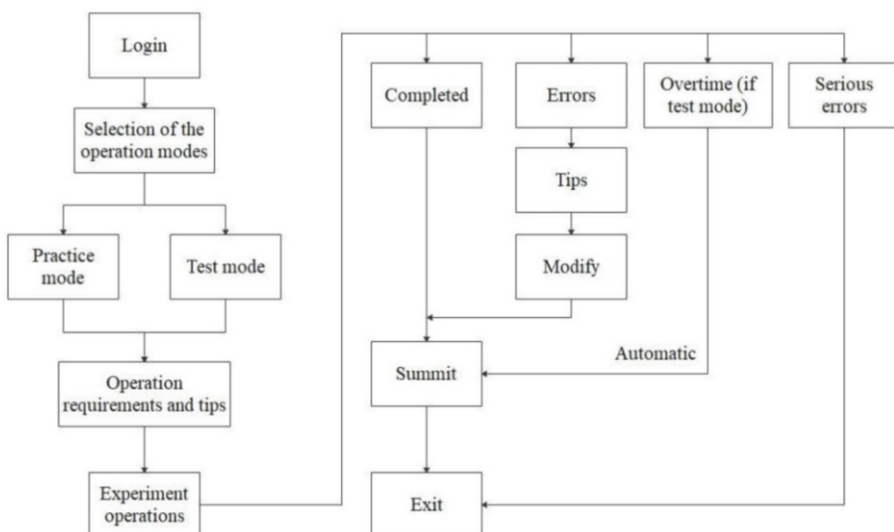 Login
Selection of the
operation modes
Practice
mode
Test mode
Operation
requirements and tips
Experiment
operations
Completed
Errors
Overtime (if
test mode)
Serious
errors
Tips
Modify
Automatic
Summit
Exit